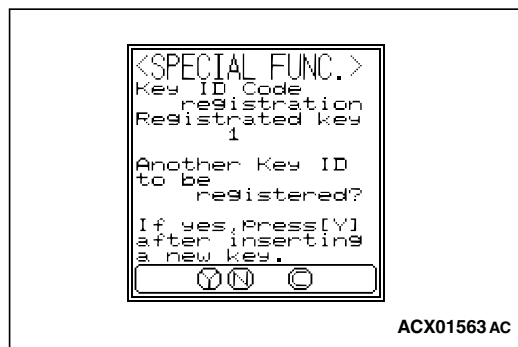 <SPECIAL FUNC.>
Key ID Code
registration
Registrated key
1
Another Key ID
to be
registered?
If yes,press[Y]
after inserting
a new key.
Y N C
ACX01563 AC